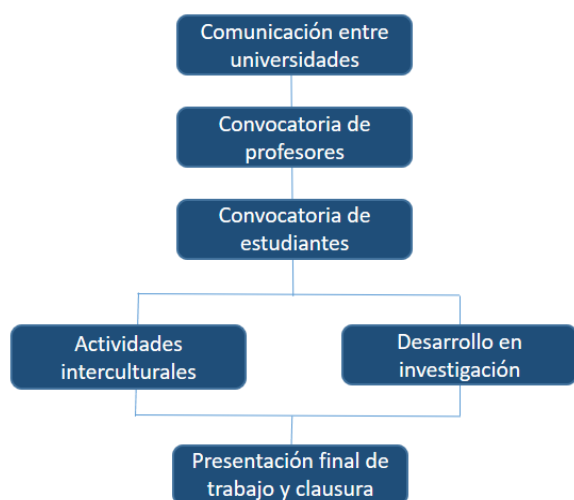 Comunicación entre
universidades
Convocatoria de
profesores
Convocatoria de
estudiantes
Actividades
interculturales
Desarrollo en
investigación
Presentación final de
trabajo y clausura